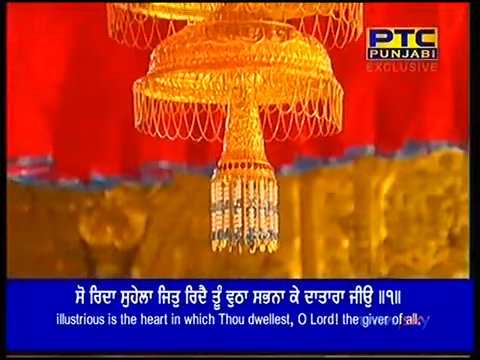 PTC
PUNJABI
EXCLUSIVE
ਸੋ ਰਿਦਾ ਸੁਹੇਲਾ ਜਿਤੁ ਰਿਦੈ ਤੂੰ ਵੁਠਾ ਸਭਨਾ ਕੇ ਦਾਤਾਰਾ ਜੀਉ ॥੧॥
illustrious is the heart in which Thou dwellest, O Lord! the giver of all;